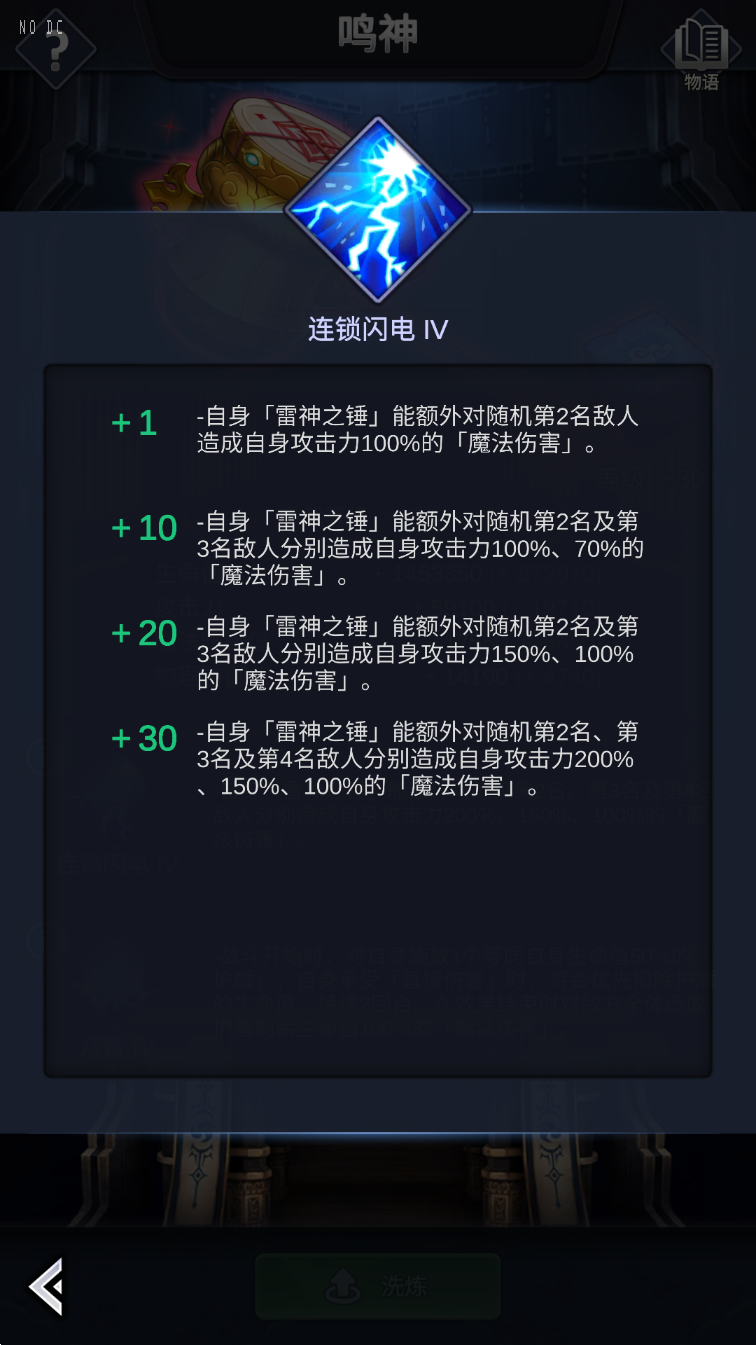 NO DC
?
鸣神
物语
连锁闪电 IV
+1
-自身「雷神之锤」能额外对随机第2名敌人
造成自身攻击力100%的「魔法伤害」。
+10
-自身「雷神之锤」能额外对随机第2名及第
3名敌人分别造成自身攻击力100%、70%的
「魔法伤害」。
+20
-自身「雷神之锤」能额外对随机第2名及第
3名敌人分别造成自身攻击力150%、100%
的「魔法伤害」。
+30
-自身「雷神之锤」能额外对随机第2名、第
3名及第4名敌人分别造成自身攻击力200%
、150%、100%的「魔法伤害」。
洗炼